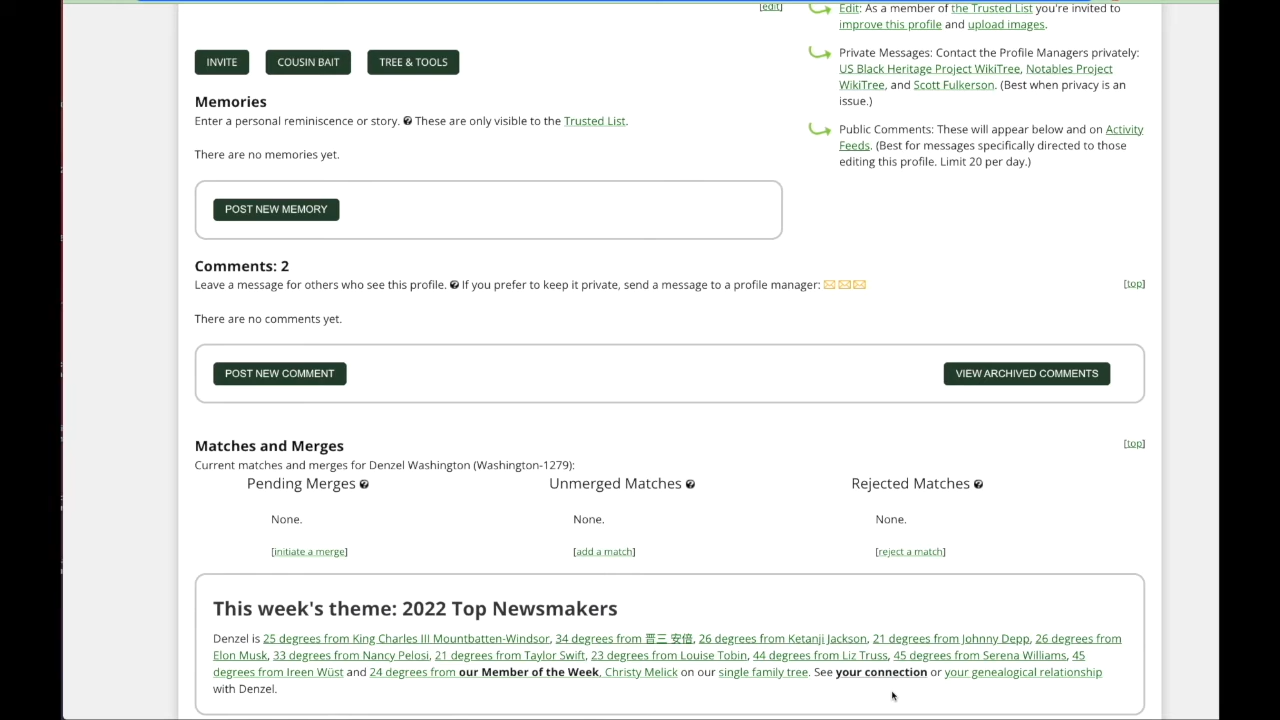 [edit]
Edit: As a member of the Trusted List you're invited to
improve this profile and upload images.
INVITE
COUSIN BAIT
TREE & TOOLS
Private Messages: Contact the Profile Managers privately:
US Black Heritage Project WikiTree, Notables Project
WikiTree, and Scott Fulkerson. (Best when privacy is an
issue.)
Memories
Enter a personal reminiscence or story. These are only visible to the Trusted List.
Public Comments: These will appear below and on Activity
Feeds. (Best for messages specifically directed to those
editing this profile. Limit 20 per day.)
There are no memories yet.
POST NEW MEMORY
Comments: 2
Leave a message for others who see this profile. If you prefer to keep it private, send a message to a profile manager:
[top]
There are no comments yet.
POST NEW COMMENT
VIEW ARCHIVED COMMENTS
Matches and Merges
[top]
Current matches and merges for Denzel Washington (Washington-1279):
Pending Merges
Unmerged Matches
Rejected Matches
None.
None.
None.
[initiate a merge]
[add a match]
[reject a match]
This week's theme: 2022 Top Newsmakers
Denzel is 25 degrees from King Charles III Mountbatten-Windsor, 34 degrees from 晋三 安倍, 26 degrees from Ketanji Jackson, 21 degrees from Johnny Depp, 26 degrees from
Elon Musk, 33 degrees from Nancy Pelosi, 21 degrees from Taylor Swift, 23 degrees from Louise Tobin, 44 degrees from Liz Truss, 45 degrees from Serena Williams, 45
degrees from Ireen Wüst and 24 degrees from our Member of the Week, Christy Melick on our single family tree. See your connection or your genealogical relationship
with Denzel.